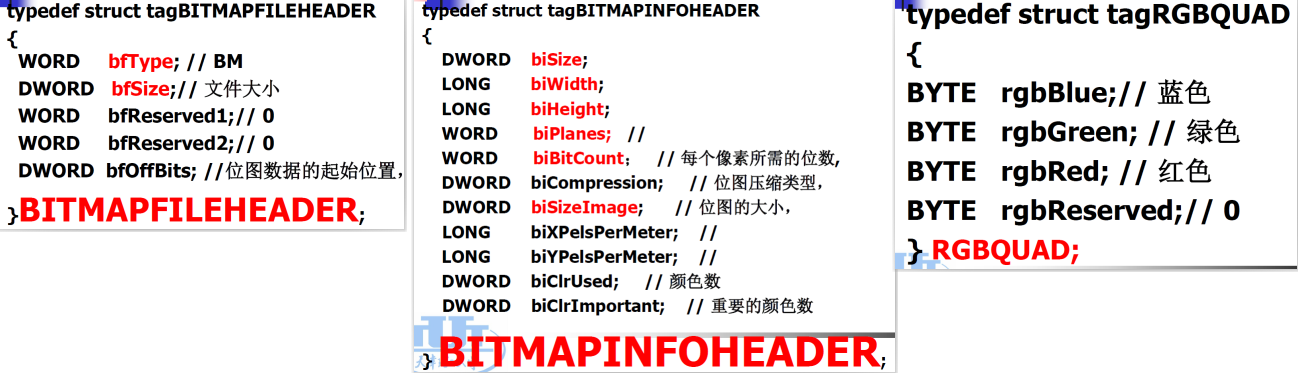 typedef struct tagBITMAPFILEHEADER
{
WORD bfType; // BM
DWORD bfSize;// 文件大小
WORD bfReserved1;// 0
WORD bfReserved2;// 0
DWORD bfOffBits; //位图数据的起始位置,
}BITMAPFILEHEADER;
typedef struct tagBITMAPINFOHEADER
{
DWORD biSize;
LONG biWidth;
LONG biHeight;
WORD biPlanes; //
WORD biBitCount; // 每个像素所需的位数,
DWORD biCompression; // 位图压缩类型,
DWORD biSizeImage; // 位图的大小,
LONG biXPelsPerMeter; //
LONG biYPelsPerMeter; //
DWORD biClrUsed; // 颜色数
DWORD biClrImportant; // 重要的颜色数
} BITMAPINFOHEADER;
typedef struct tagRGBQUAD
{
BYTE rgbBlue;// 蓝色
BYTE rgbGreen; // 绿色
BYTE rgbRed; // 红色
BYTE rgbReserved;// 0
} RGBQUAD;